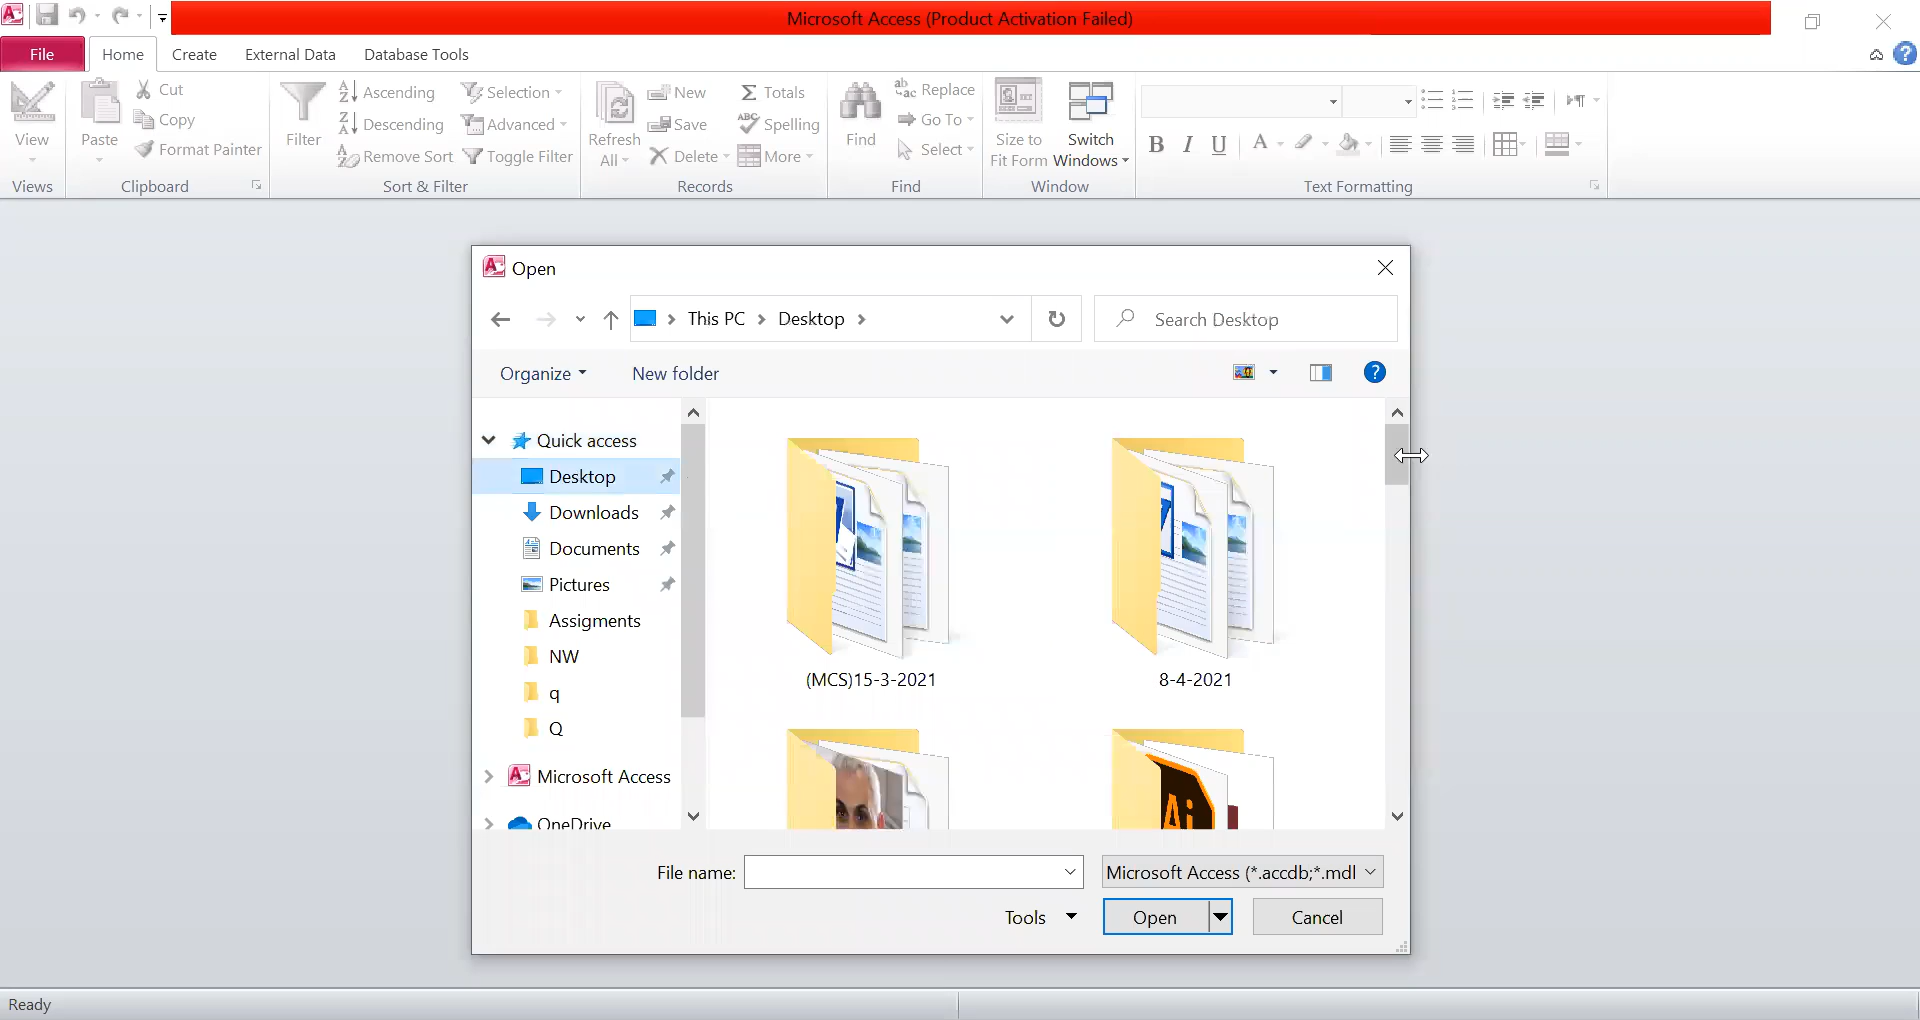 Microsoft Access (Product Activation Failed)
File Home Create External Data Database Tools
View
Views
Paste
Cut
Copy
Format Painter
Clipboard
Filter
Ascending
Descending
Remove Sort
Selection
Advanced
Toggle Filter
Sort & Filter
Refresh
All
New
Save
Delete
Totals
Spelling
More
Records
Find
Replace
Go To
Select
Find
Size to
Fit Form
Switch
Windows
Window
B I U A
Text Formatting
Open
This PC > Desktop >
Search Desktop
Organize
New folder
Quick access
Desktop
Downloads
Documents
Pictures
Assigments
NW
q
Q
Microsoft Access
OneDrive
(MCS)15-3-2021
8-4-2021
Ai
File name:
Microsoft Access (*.accdb;*.mdl
Tools
Open
Cancel
Ready